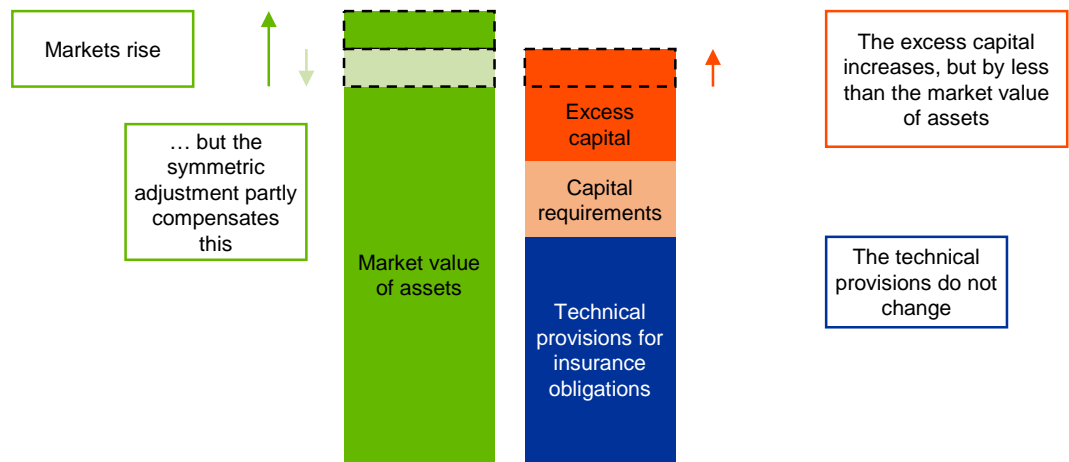 Markets rise
… but the
symmetric
adjustment partly
compensates
this
Market value
of assets
Excess
capital
Capital
requirements
Technical
provisions for
insurance
obligations
The excess capital
increases, but by less
than the market value
of assets
The technical
provisions do not
change